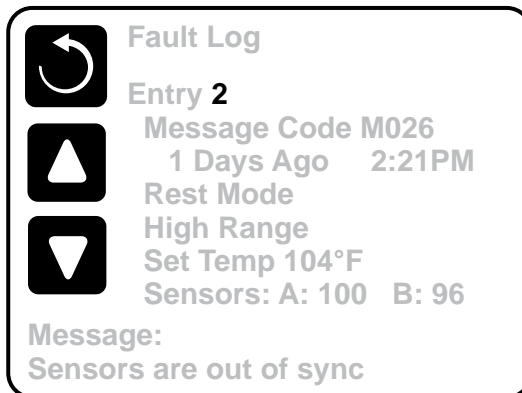 Fault Log
Entry 2
Message Code M026
1 Days Ago 2:21PM
Rest Mode
High Range
Set Temp 104°F
Sensors: A: 100 B: 96
Message:
Sensors are out of sync